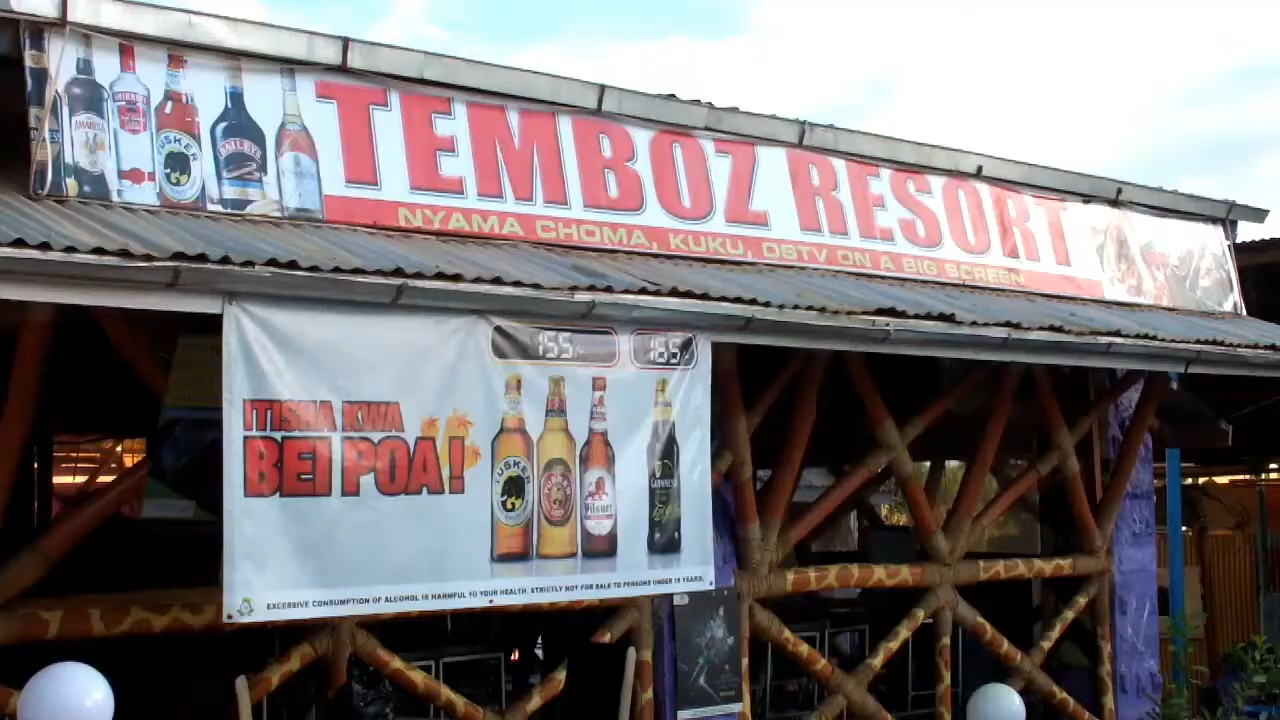 TEMBOZ RESORT
NYAMA CHOMA, KUKU, DSTV ON A BIG SCREEN
AMARULA
SMIRNOFF
TUSKER
BAILEYS
155/-
165/-
ITISHA KWA
BEI POA!
TUSKER
TUSKER
Pilsner
GUINNESS
EXCESSIVE CONSUMPTION OF ALCOHOL IS HARMFUL TO YOUR HEALTH. STRICTLY NOT FOR SALE TO PERSONS UNDER 18 YEARS.